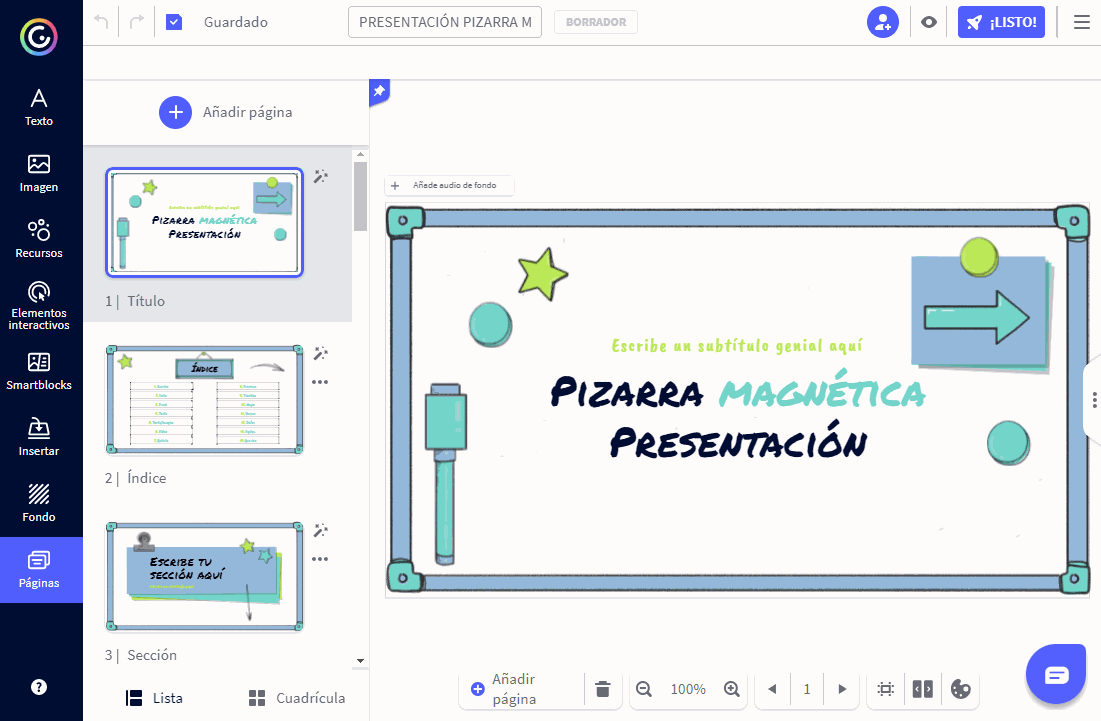 Guardado
PRESENTACIÓN PIZARRA M
BORRADOR
¡LISTO!
Texto
Imagen
Recursos
Elementos
interactivos
Smartblocks
Insertar
Fondo
Páginas
?
Añadir página
Escribe un subtítulo genial aquí
Pizarra magnética
Presentación
1 | Título
Índice
2 | Índice
Escribe tu
sección aquí
3 | Sección
Lista
Cuadrícula
Añade audio de fondo
Escribe un subtítulo genial aquí
Pizarra magnética
Presentación
Añadir
página
100%
1